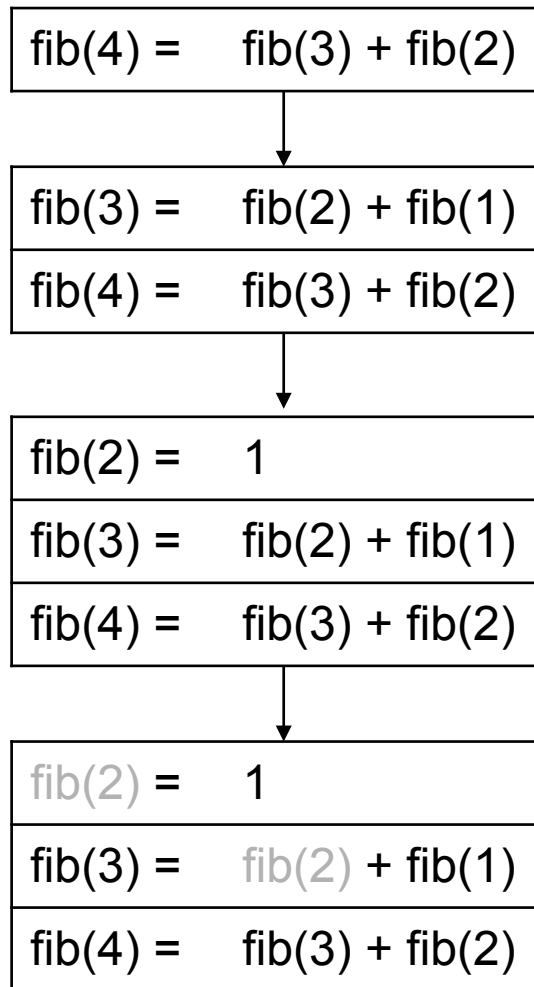 fib(4) = fib(3) + fib(2)
fib(3) = fib(2) + fib(1)
fib(4) = fib(3) + fib(2)
fib(2) = 1
fib(3) = fib(2) + fib(1)
fib(4) = fib(3) + fib(2)
fib(2) = 1
fib(3) = fib(2) + fib(1)
fib(4) = fib(3) + fib(2)